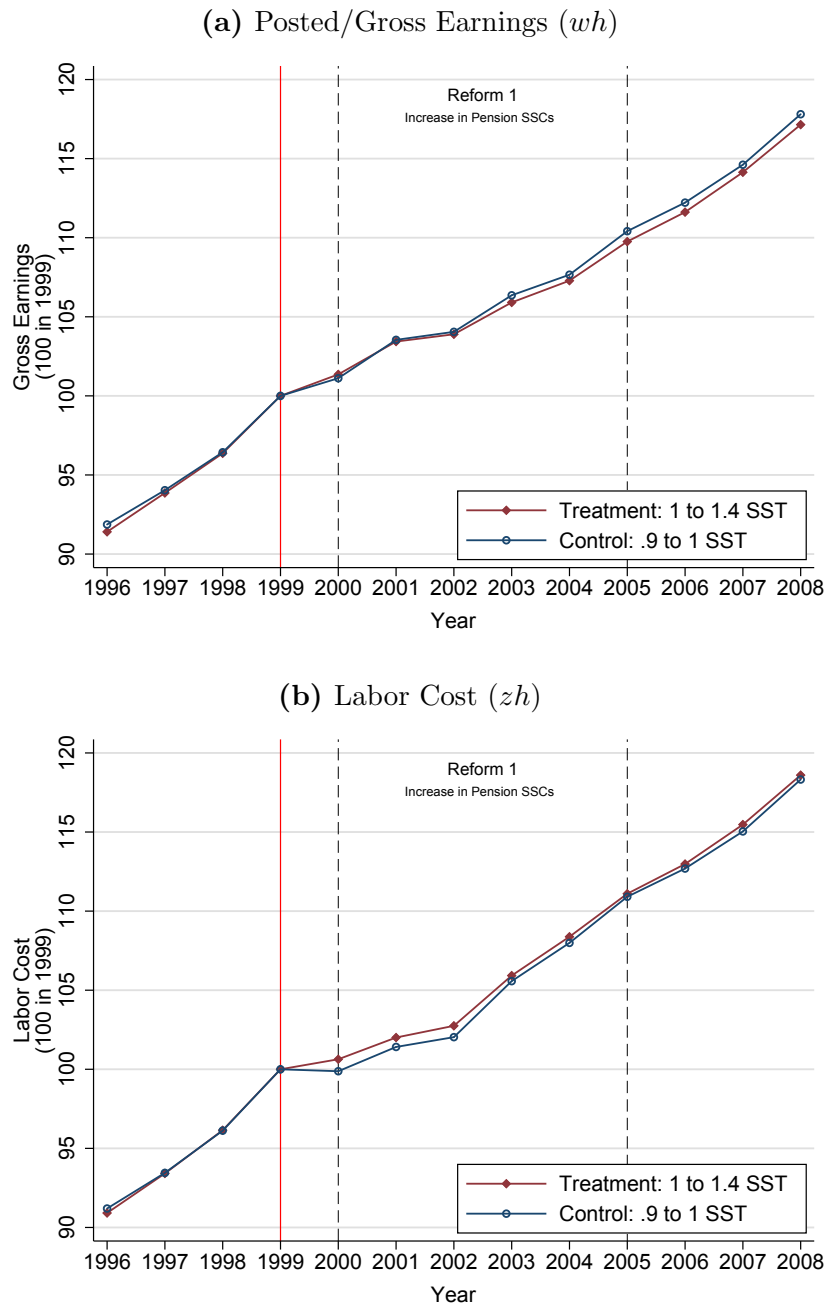 (a) Posted/Gross Earnings (wh)
120
115
110
105
100
95
90
Gross Earnings
(100 in 1999)
Reform 1
Increase in Pension SSCs
Treatment: 1 to 1.4 SST
Control: .9 to 1 SST
1996 1997 1998 1999 2000 2001 2002 2003 2004 2005 2006 2007 2008
Year
(b) Labor Cost (zh)
120
115
110
105
100
95
90
Labor Cost
(100 in 1999)
Reform 1
Increase in Pension SSCs
Treatment: 1 to 1.4 SST
Control: .9 to 1 SST
1996 1997 1998 1999 2000 2001 2002 2003 2004 2005 2006 2007 2008
Year